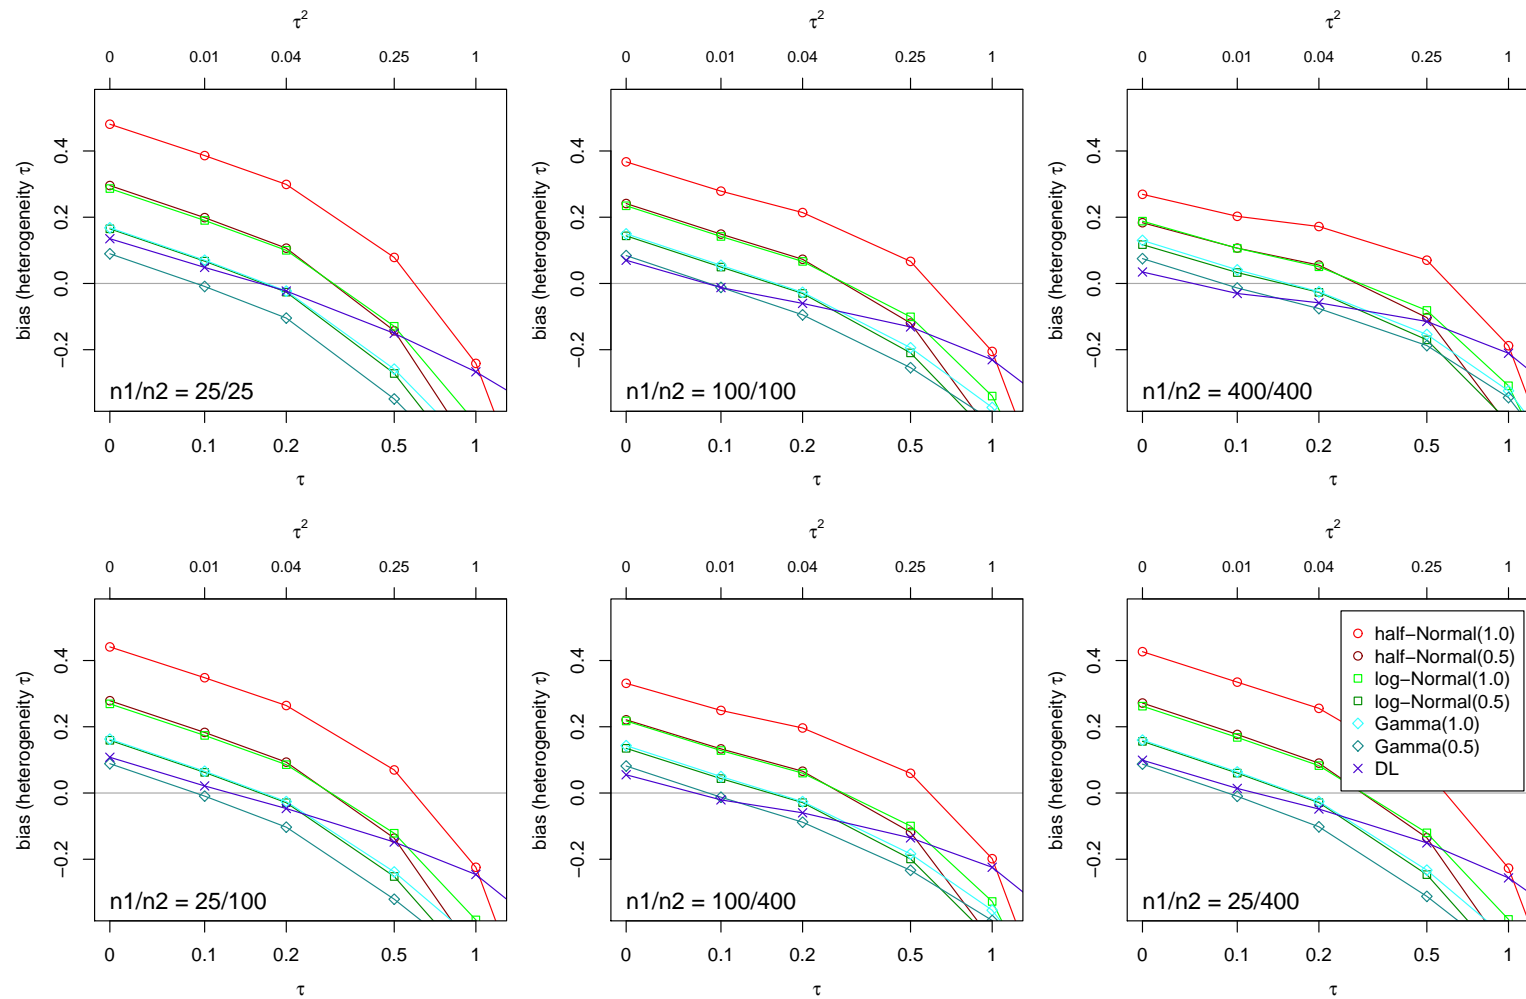 τ² τ² τ²
0 0.01 0.04 0.25 1 0 0.01 0.04 0.25 1 0 0.01 0.04 0.25 1
bias (heterogeneity τ)
0.4
0.2
0.0
−0.2
n1/n2 = 25/25
0 0.1 0.2 0.5 1
τ
bias (heterogeneity τ)
0.4
0.2
0.0
−0.2
n1/n2 = 100/100
0 0.1 0.2 0.5 1
τ
bias (heterogeneity τ)
0.4
0.2
0.0
−0.2
n1/n2 = 400/400
0 0.1 0.2 0.5 1
τ
τ² τ² τ²
0 0.01 0.04 0.25 1 0 0.01 0.04 0.25 1 0 0.01 0.04 0.25 1
bias (heterogeneity τ)
0.4
0.2
0.0
−0.2
n1/n2 = 25/100
0 0.1 0.2 0.5 1
τ
bias (heterogeneity τ)
0.4
0.2
0.0
−0.2
n1/n2 = 100/400
0 0.1 0.2 0.5 1
τ
bias (heterogeneity τ)
0.4
0.2
0.0
−0.2
half−Normal(1.0)
half−Normal(0.5)
log−Normal(1.0)
log−Normal(0.5)
Gamma(1.0)
Gamma(0.5)
DL
n1/n2 = 25/400
0 0.1 0.2 0.5 1
τ